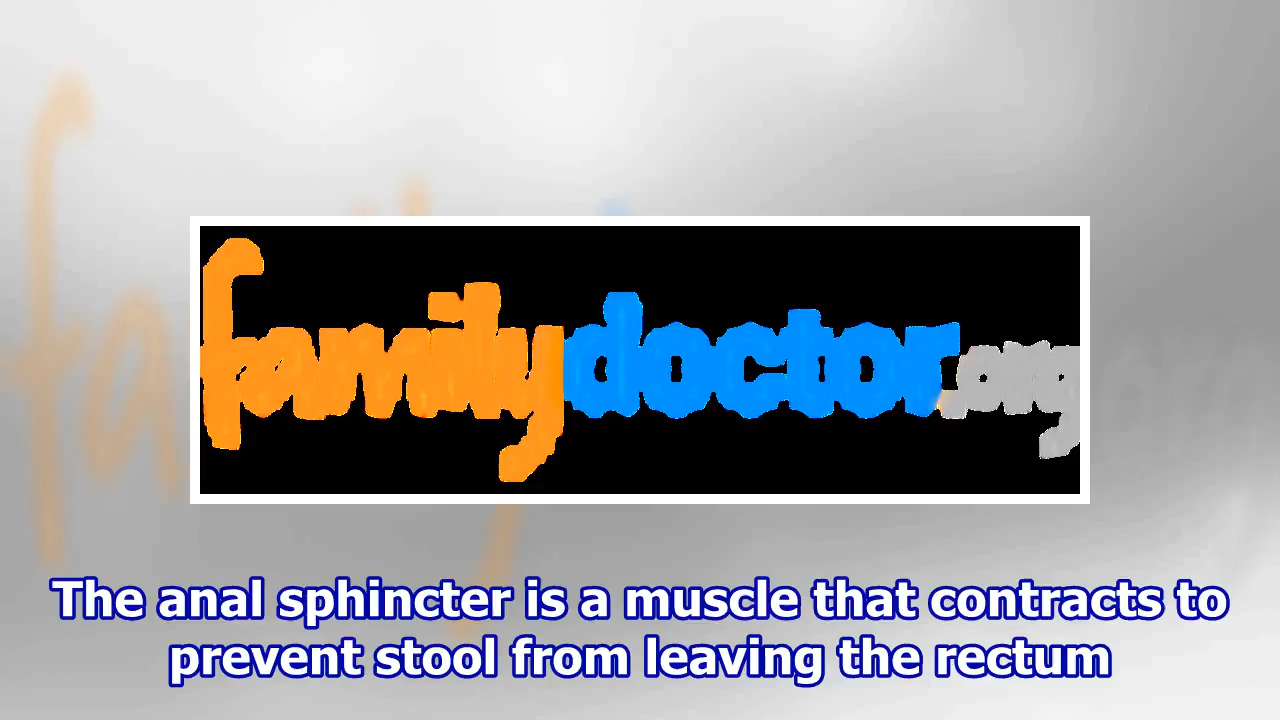 familydoctor.org
The anal sphincter is a muscle that contracts to
prevent stool from leaving the rectum